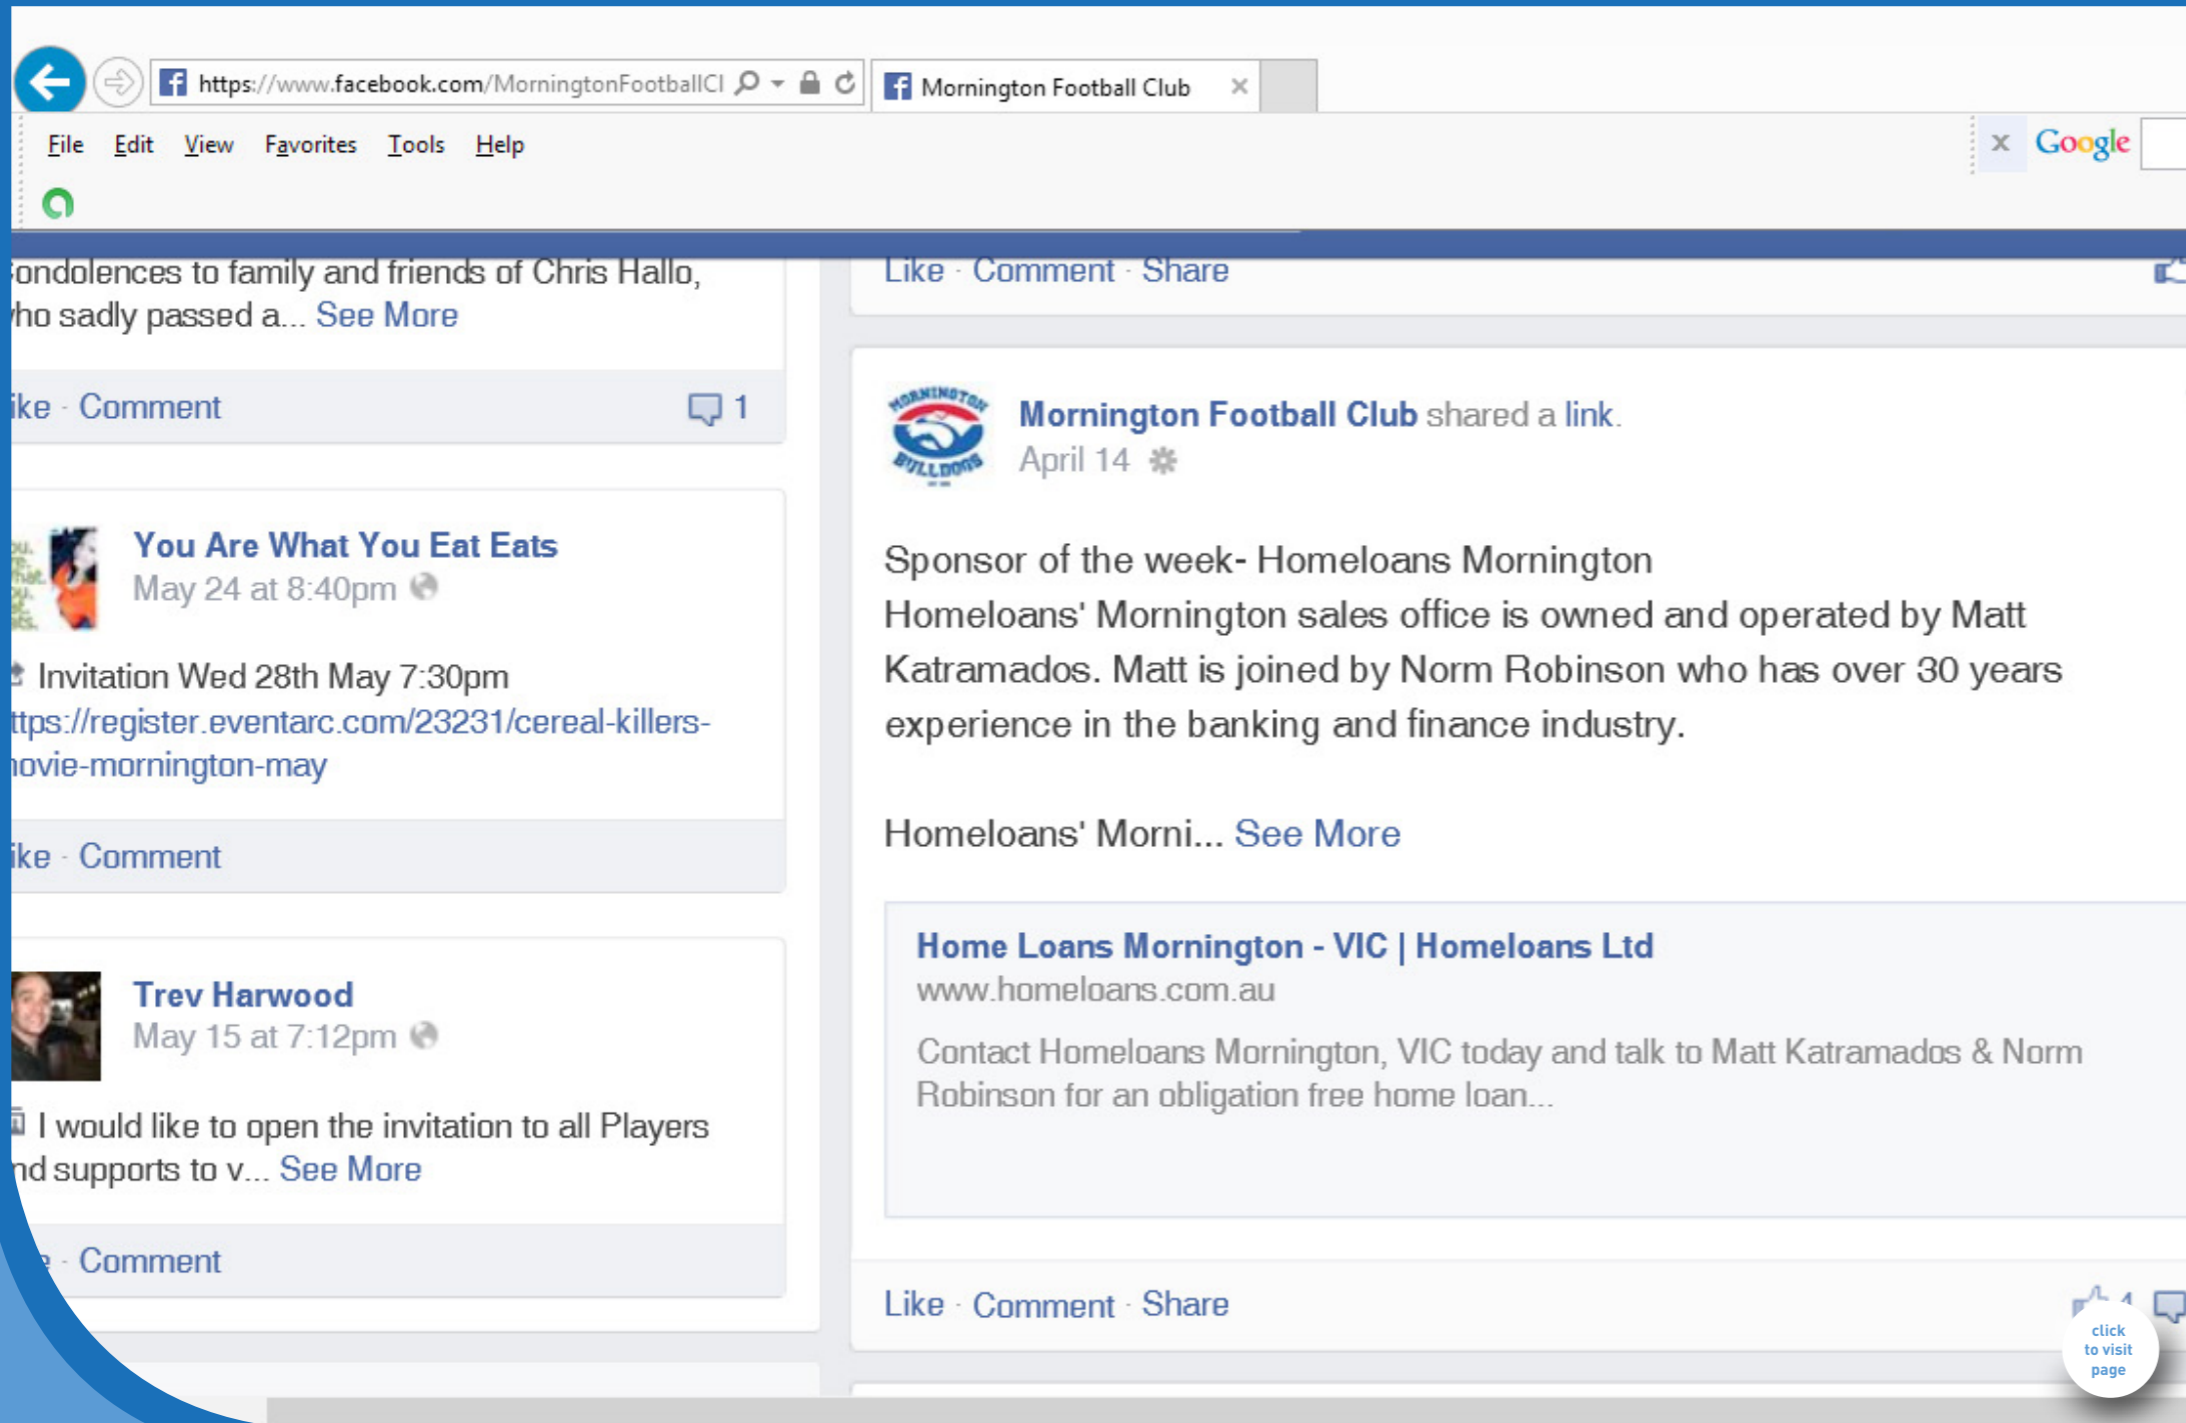 https://www.facebook.com/MorningtonFootballCl
Mornington Football Club
File Edit View Favorites Tools Help
Google
ondolences to family and friends of Chris Hallo,
ho sadly passed a... See More
ike · Comment 1
You Are What You Eat Eats
May 24 at 8:40pm
Invitation Wed 28th May 7:30pm
ttps://register.eventarc.com/23231/cereal-killers-
ovie-mornington-may
ike · Comment
Trev Harwood
May 15 at 7:12pm
I would like to open the invitation to all Players
nd supports to v... See More
e · Comment
Like · Comment · Share
MORNINGTON
BULLDOGS
Mornington Football Club shared a link.
April 14
Sponsor of the week- Homeloans Mornington
Homeloans' Mornington sales office is owned and operated by Matt
Katramados. Matt is joined by Norm Robinson who has over 30 years
experience in the banking and finance industry.
Homeloans' Morni... See More
Home Loans Mornington - VIC | Homeloans Ltd
www.homeloans.com.au
Contact Homeloans Mornington, VIC today and talk to Matt Katramados & Norm
Robinson for an obligation free home loan...
Like · Comment · Share 4
click
to visit
page